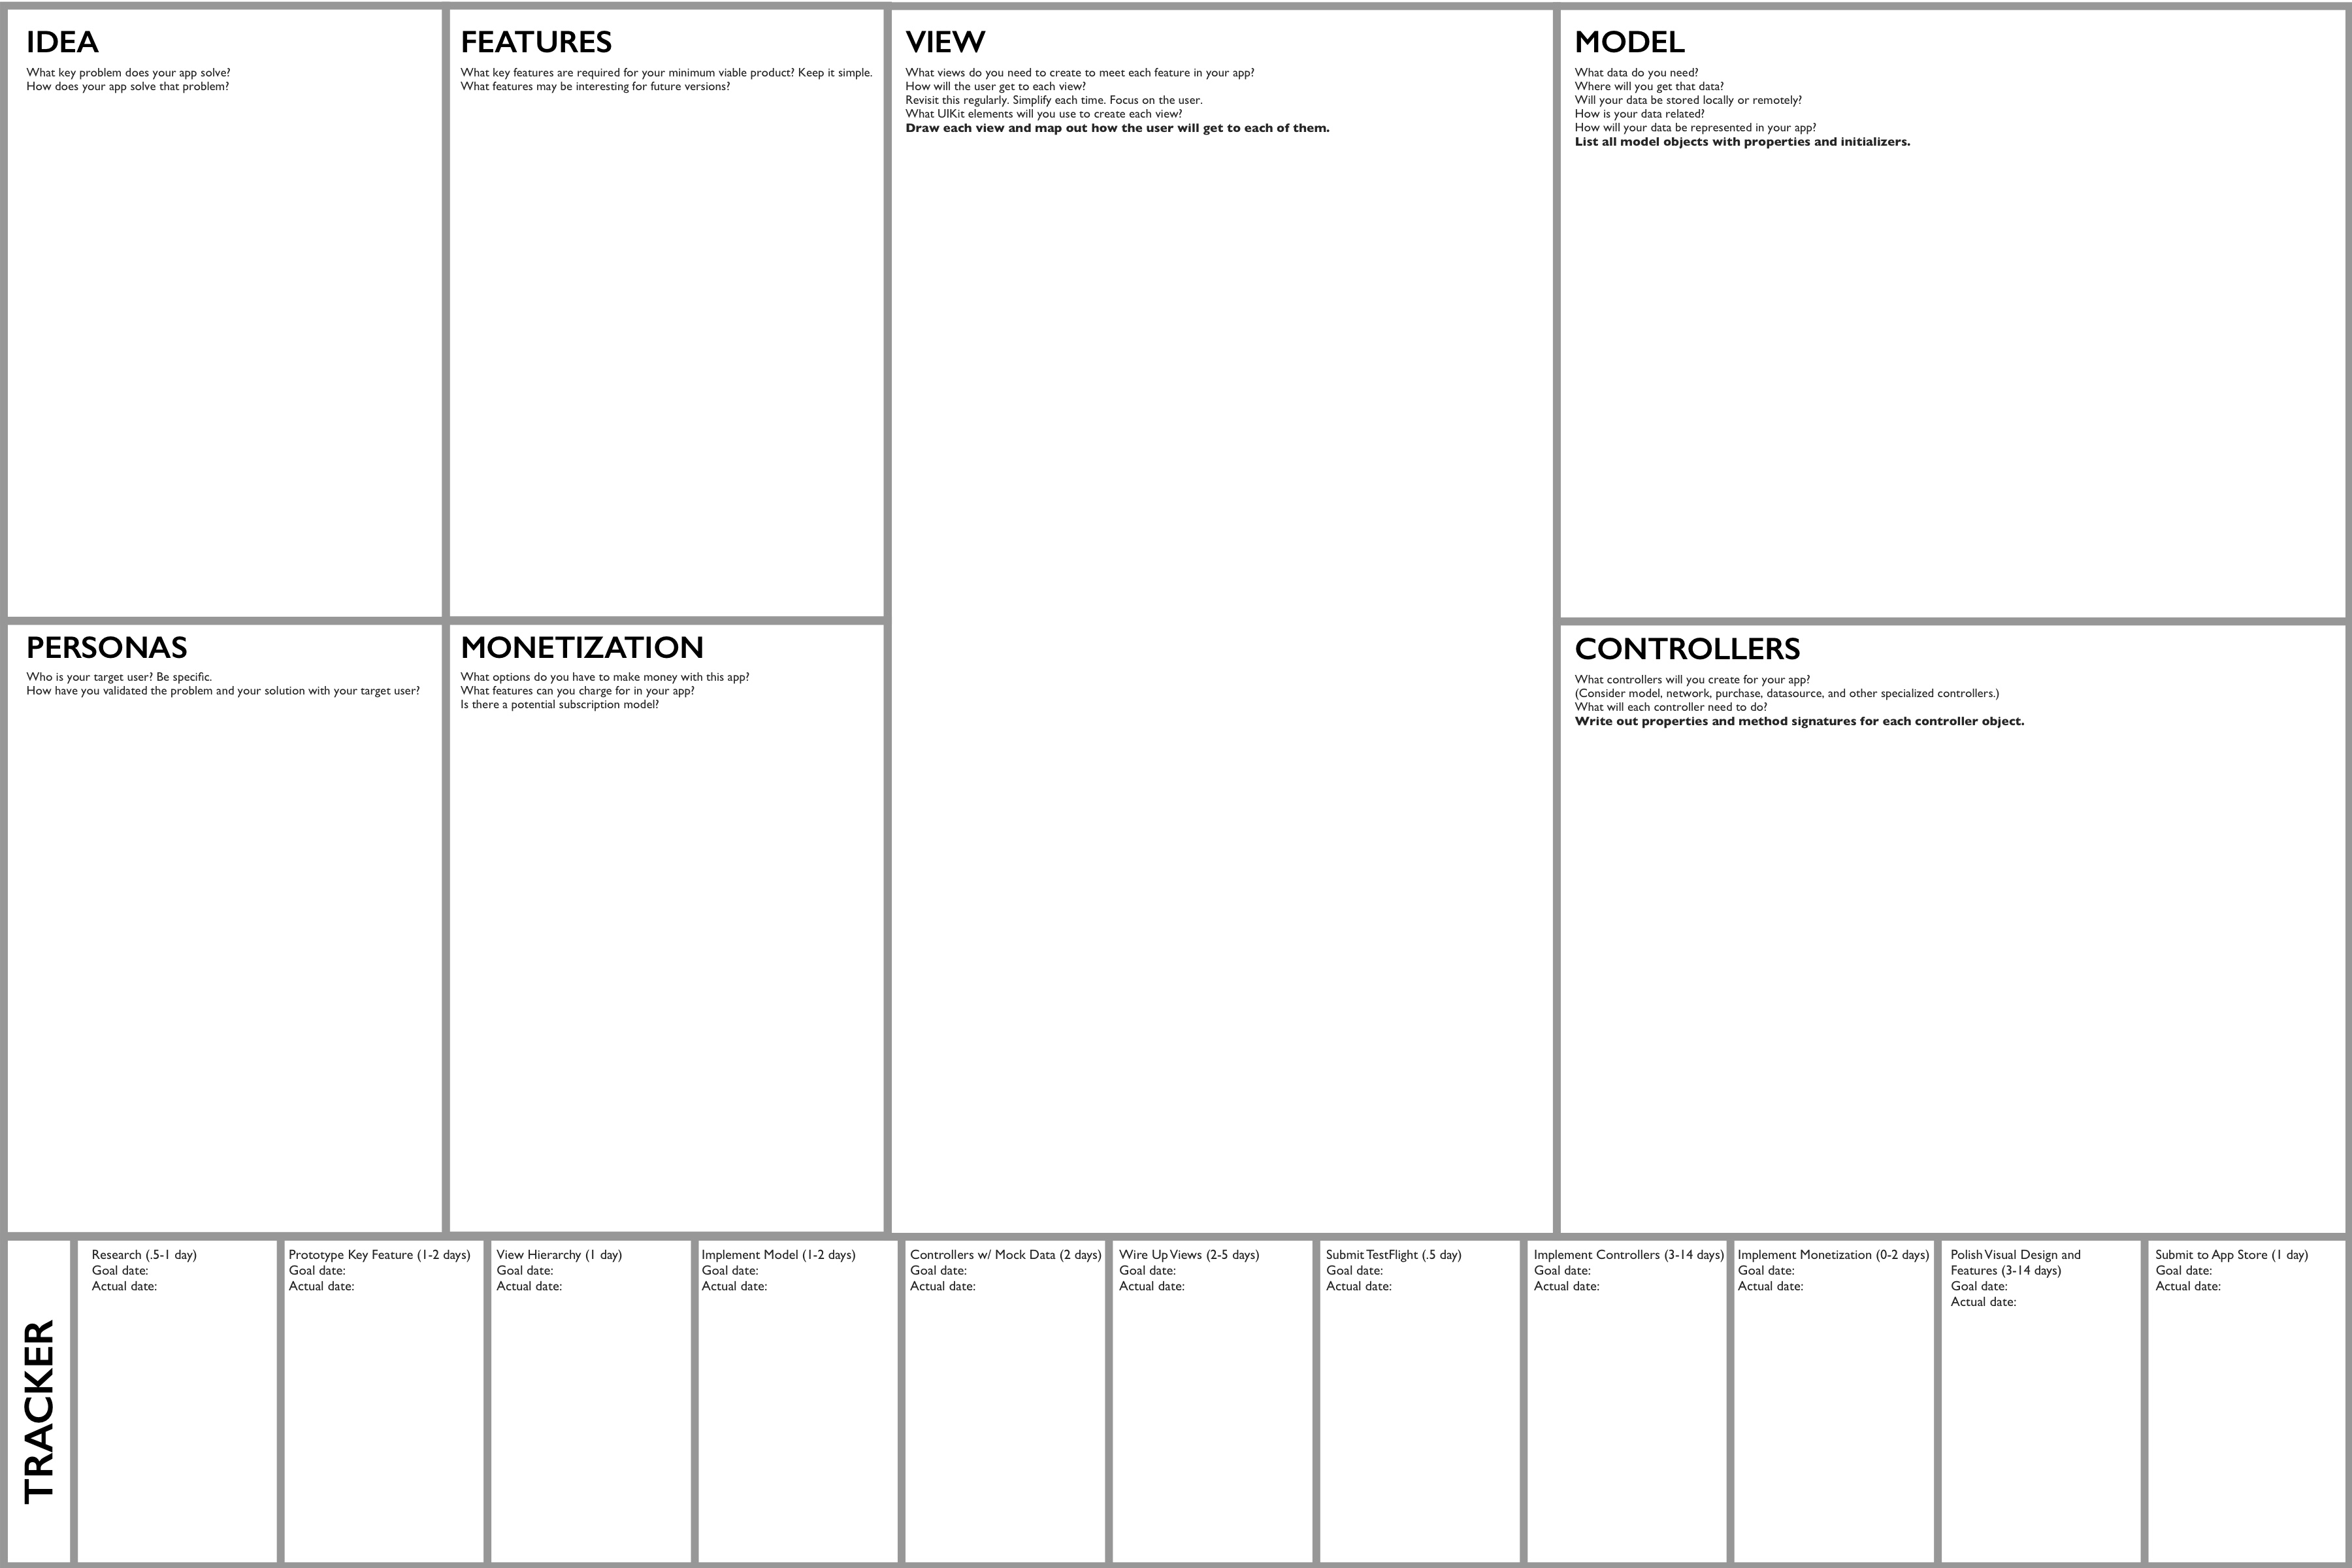 IDEA
What key problem does your app solve?
How does your app solve that problem?
FEATURES
What key features are required for your minimum viable product? Keep it simple.
What features may be interesting for future versions?
VIEW
What views do you need to create to meet each feature in your app?
How will the user get to each view?
Revisit this regularly. Simplify each time. Focus on the user.
What UIKit elements will you use to create each view?
Draw each view and map out how the user will get to each of them.
MODEL
What data do you need?
Where will you get that data?
Will your data be stored locally or remotely?
How is your data related?
How will your data be represented in your app?
List all model objects with properties and initializers.
PERSONAS
Who is your target user? Be specific.
How have you validated the problem and your solution with your target user?
MONETIZATION
What options do you have to make money with this app?
What features can you charge for in your app?
Is there a potential subscription model?
CONTROLLERS
What controllers will you create for your app?
(Consider model, network, purchase, datasource, and other specialized controllers.)
What will each controller need to do?
Write out properties and method signatures for each controller object.
TRACKER
Research (.5-1 day)
Goal date:
Actual date:
Prototype Key Feature (1-2 days)
Goal date:
Actual date:
View Hierarchy (1 day)
Goal date:
Actual date:
Implement Model (1-2 days)
Goal date:
Actual date:
Controllers w/ Mock Data (2 days)
Goal date:
Actual date:
Wire Up Views (2-5 days)
Goal date:
Actual date:
Submit TestFlight (.5 day)
Goal date:
Actual date:
Implement Controllers (3-14 days)
Goal date:
Actual date:
Implement Monetization (0-2 days)
Goal date:
Actual date:
Polish Visual Design and
Features (3-14 days)
Goal date:
Actual date:
Submit to App Store (1 day)
Goal date:
Actual date: